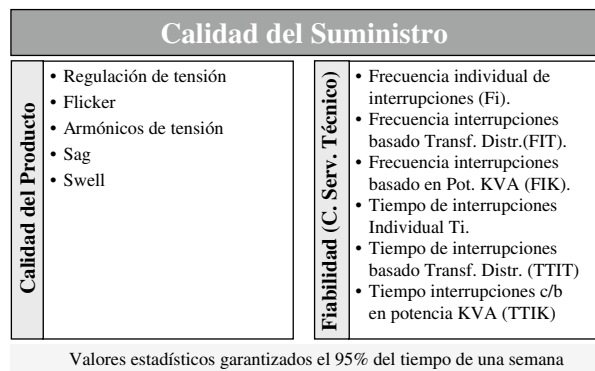 Calidad del Suministro
Calidad del Producto
• Regulación de tensión
• Flicker
• Armónicos de tensión
• Sag
• Swell
Fiabilidad (C. Serv. Técnico)
• Frecuencia individual de
interrupciones (Fi).
• Frecuencia interrupciones
basado Transf. Distr.(FIT).
• Frecuencia interrupciones
basado en Pot. KVA (FIK).
• Tiempo de interrupciones
Individual Ti.
• Tiempo de interrupciones
basado Transf. Distr. (TTIT)
• Tiempo interrupciones c/b
en potencia KVA (TTIK)
Valores estadísticos garantizados el 95% del tiempo de una semana